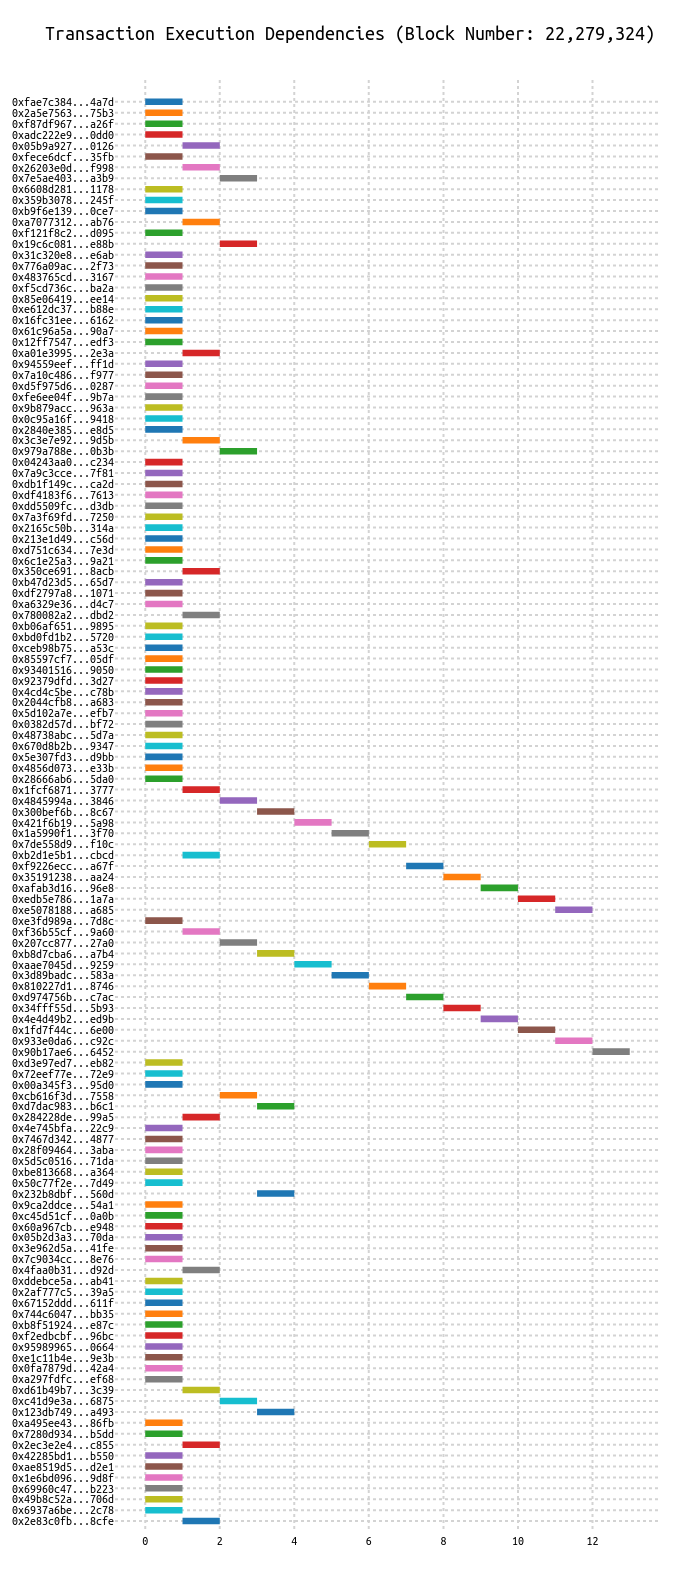 Transaction Execution Dependencies (Block Number: 22,279,324)
0xfae7c384...4a7d
0x2a5e7563...75b3
0xf87df967...a26f
0xadc222e9...0dd0
0x05b9a927...0126
0xfece6dcf...35fb
0x26203e0d...f998
0x7e5ae403...a3b9
0x6608d281...1178
0x359b3078...245f
0xb9f6e139...0ce7
0xa7077312...ab76
0xf121f8c2...d095
0x19c6c081...e88b
0x31c320e8...e6ab
0x776a09ac...2f73
0x483765cd...3167
0xf5cd736c...ba2a
0x85e06419...ee14
0xe612dc37...b88e
0x16fc31ee...6162
0x61c96a5a...90a7
0x12ff7547...edf3
0xa01e3995...2e3a
0x94559eef...ff1d
0x7a10c486...f977
0xd5f975d6...0287
0xfe6ee04f...9b7a
0x9b879acc...963a
0x0c95a16f...9418
0x2840e385...e8d5
0x3c3e7e92...9d5b
0x979a788e...0b3b
0x04243aa0...c234
0x7a9c3cce...7f81
0xdb1f149c...ca2d
0xdf4183f6...7613
0xdd5509fc...d3db
0x7a3f69fd...7250
0x2165c50b...314a
0x213e1d49...c56d
0xd751c634...7e3d
0x6c1e25a3...9a21
0x350ce691...8acb
0xb47d23d5...65d7
0xdf2797a8...1071
0xa6329e36...d4c7
0x780082a2...dbd2
0xb06af651...9895
0xbd0fd1b2...5720
0xceb98b75...a53c
0x85597cf7...05df
0x93401516...9050
0x92379dfd...3d27
0x4cd4c5be...c78b
0x2044cfb8...a683
0x5d102a7e...efb7
0x0382d57d...bf72
0x48738abc...5d7a
0x670d8b2b...9347
0x5e307fd3...d9bb
0x4856d073...e33b
0x28666ab6...5da0
0x1fcf6871...3777
0x4845994a...3846
0x300bef6b...8c67
0x421f6b19...5a98
0x1a5990f1...3f70
0x7de558d9...f10c
0xb2d1e5b1...cbcd
0xf9226ecc...a67f
0x35191238...aa24
0xafab3d16...96e8
0xedb5e786...1a7a
0xe5078188...a685
0xe3fd989a...7d8c
0xf36b55cf...9a60
0x207cc877...27a0
0xb8d7cba6...a7b4
0xaae7045d...9259
0x3d89badc...583a
0x810227d1...8746
0xd974756b...c7ac
0x34fff55d...5b93
0x4e4d49b2...ed9b
0x1fd7f44c...6e00
0x933e0da6...c92c
0x90b17ae6...6452
0xd3e97ed7...eb82
0x72eef77e...72e9
0x00a345f3...95d0
0xcb616f3d...7558
0xd7dac983...b6c1
0x284228de...99a5
0x4e745bfa...22c9
0x7467d342...4877
0x28f09464...3aba
0x5d5c0516...71da
0xbe813668...a364
0x50c77f2e...7d49
0x232b8dbf...560d
0x9ca2ddce...54a1
0xc45d51cf...0a0b
0x60a967cb...e948
0x05b2d3a3...70da
0x3e962d5a...41fe
0x7c9034cc...8e76
0x4faa0b31...d92d
0xddebce5a...ab41
0x2af777c5...39a5
0x67152ddd...611f
0x744c6047...bb35
0xb8f51924...e87c
0xf2edbcbf...96bc
0x95989965...0664
0xe1c11b4e...9e3b
0x0fa7879d...42a4
0xa297fdfc...ef68
0xd61b49b7...3c39
0xc41d9e3a...6875
0x123db749...a493
0xa495ee43...86fb
0x7280d934...b5dd
0x2ec3e2e4...c855
0x42285bd1...b550
0xae8519d5...d2e1
0x1e6bd096...9d8f
0x69960c47...b223
0x49b8c52a...706d
0x6937a6be...2c78
0x2e83c0fb...8cfe
0 2 4 6 8 10 12